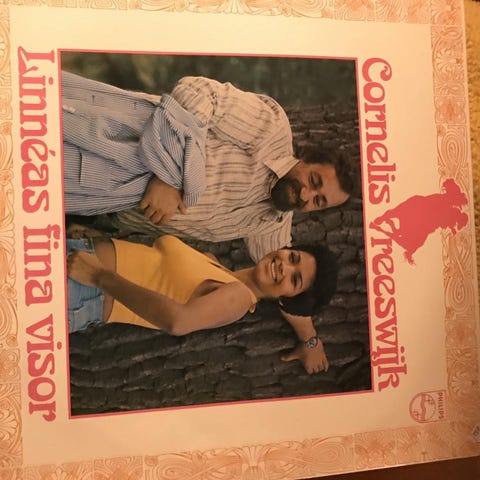 Cornelis Vreeswijk
Linnéas fina visor
PHILIPS